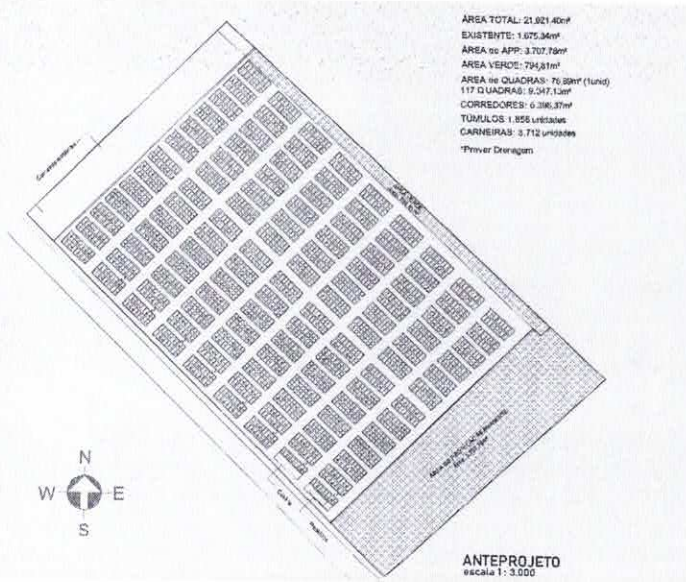 ÁREA TOTAL: 21.921,40m²
EXISTENTE: 1.675,34m²
ÁREA de APP: 3.707,78m²
ÁREA VERDE: 794,81m²
ÁREA de QUADRAS: 76,89m² (1unid)
117 QUADRAS: 9.347,13m²
CORREDORES: 6.396,37m²
TÚMULOS 1.856 unidades
CARNEIRAS: 3.712 unidades
*Prever Drenagem
N
W
E
S
ANTEPROJETO
escala 1: 3.000